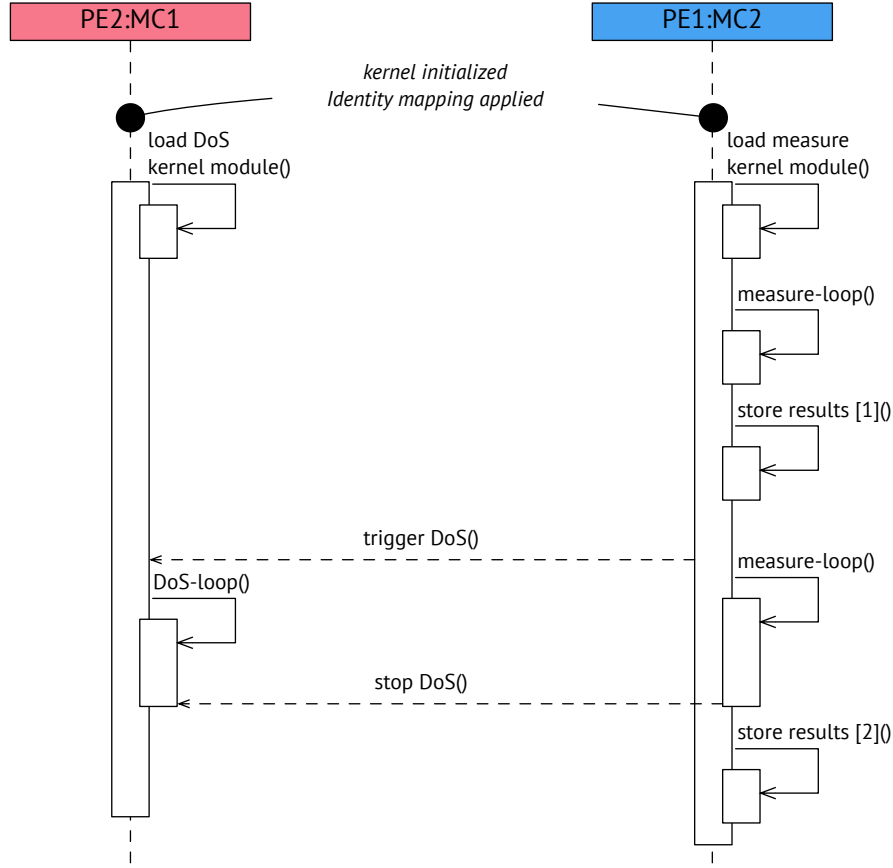 PE2:MC1
PE1:MC2
kernel initialized
Identity mapping applied
load DoS
kernel module()
load measure
kernel module()
measure-loop()
store results [1]()
trigger DoS()
measure-loop()
DoS-loop()
stop DoS()
store results [2]()